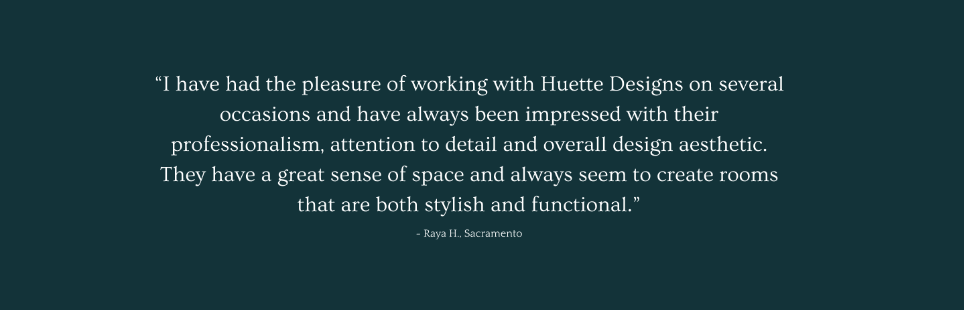 “I have had the pleasure of working with Huette Designs on several
occasions and have always been impressed with their
professionalism, attention to detail and overall design aesthetic.
They have a great sense of space and always seem to create rooms
that are both stylish and functional.”
- Raya H.. Sacramento